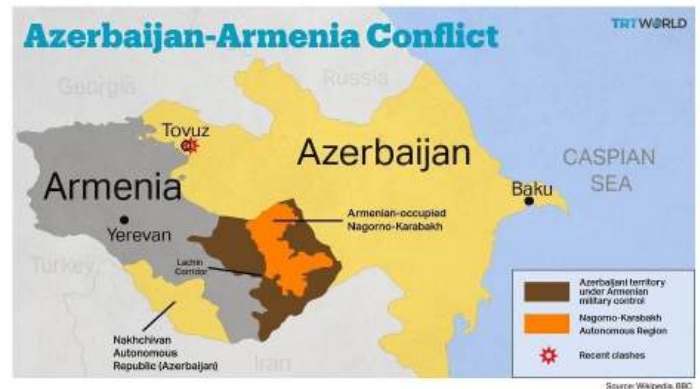 Azerbaijan-Armenia Conflict
TRTWORLD
Georgia
Russia
Tovuz
Azerbaijan
CASPIAN
SEA
Armenia
Baku
Yerevan
Armenian-occupied
Nagorno-Karabakh
Lachin
Corridor
Turkey
Nakhchivan
Autonomous
Republic (Azerbaijan)
Iran
Azerbaijani territory
under Armenian
military control
Nagorno-Karabakh
Autonomous Region
Recent clashes
Source: Wikipedia, BBC